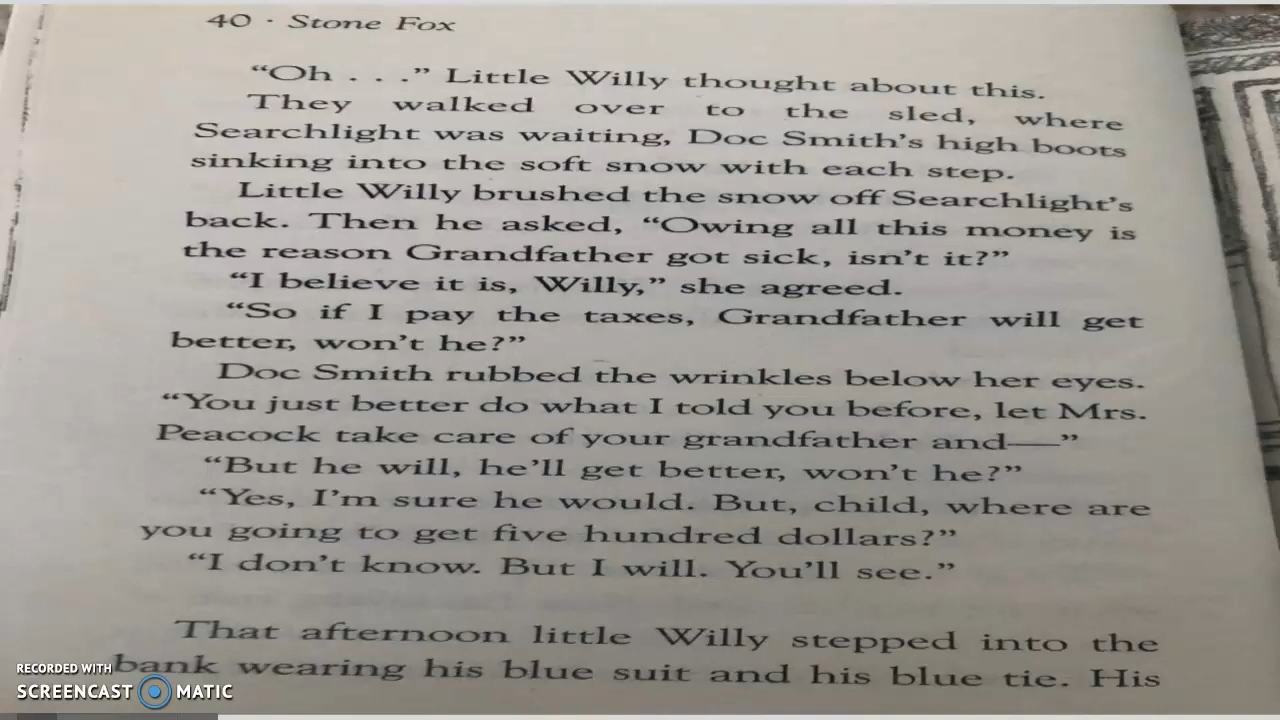 40 · Stone Fox
“Oh . . .” Little Willy thought about this.
They walked over to the sled, where
Searchlight was waiting, Doc Smith’s high boots
sinking into the soft snow with each step.
Little Willy brushed the snow off Searchlight’s
back. Then he asked, “Owing all this money is
the reason Grandfather got sick, isn’t it?”
“I believe it is, Willy,” she agreed.
“So if I pay the taxes, Grandfather will get
better, won’t he?”
Doc Smith rubbed the wrinkles below her eyes.
“You just better do what I told you before, let Mrs.
Peacock take care of your grandfather and—”
“But he will, he’ll get better, won’t he?”
“Yes, I’m sure he would. But, child, where are
you going to get five hundred dollars?”
“I don’t know. But I will. You’ll see.”
That afternoon little Willy stepped into the
bank wearing his blue suit and his blue tie. His
RECORDED WITH
SCREENCAST MATIC